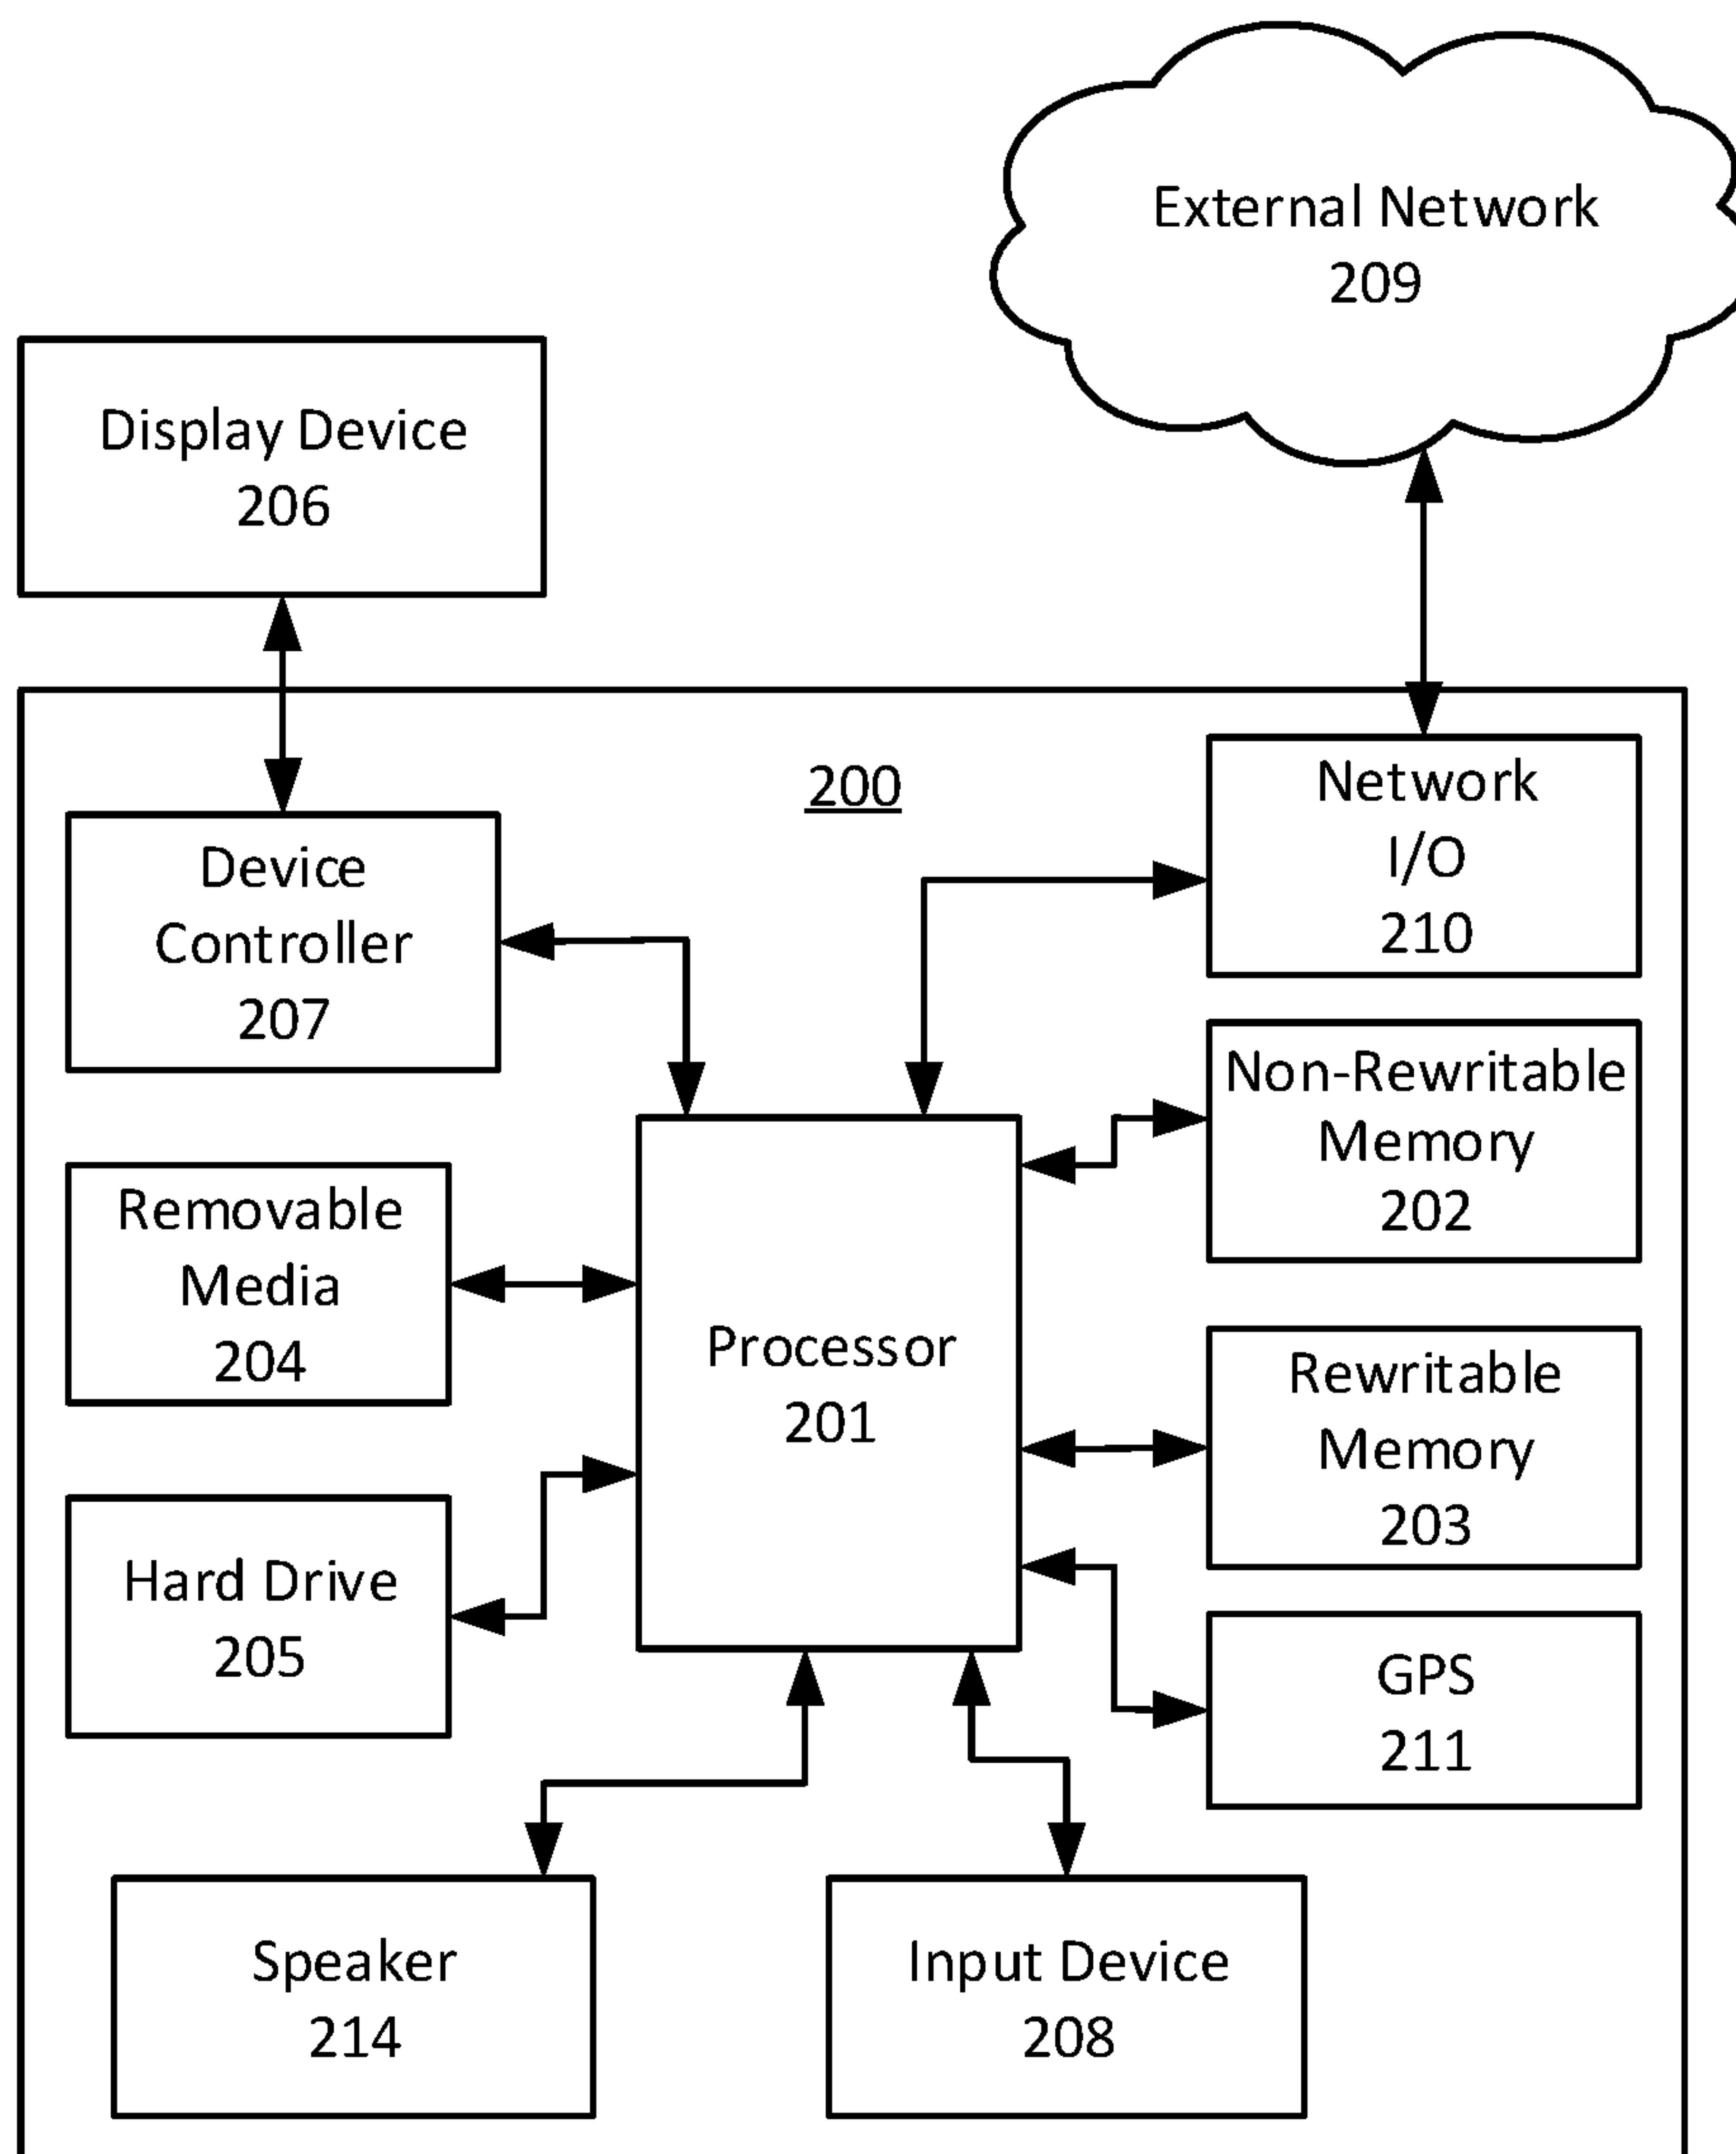 External Network
209
Display Device
206
200
Network
I/O
210
Device
Controller
207
Non-Rewritable
Memory
202
Removable
Media
204
Processor
201
Rewritable
Memory
203
Hard Drive
205
GPS
211
Speaker
214
Input Device
208